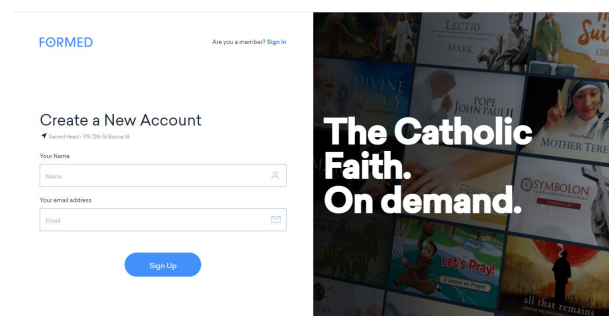 FORMED
Are you a member? Sign In
Create a New Account
Sacred Heart - 915 12th St Boone IA
Your Name
Name
Your email address
Email
Sign Up
The Catholic
Faith.
On demand.
LECTIO
MARK
DIVINE
MERCY
POPE
JOHN PAUL II
MOTHER TERE
SYMBOLON
Let's Pray!
all that remains